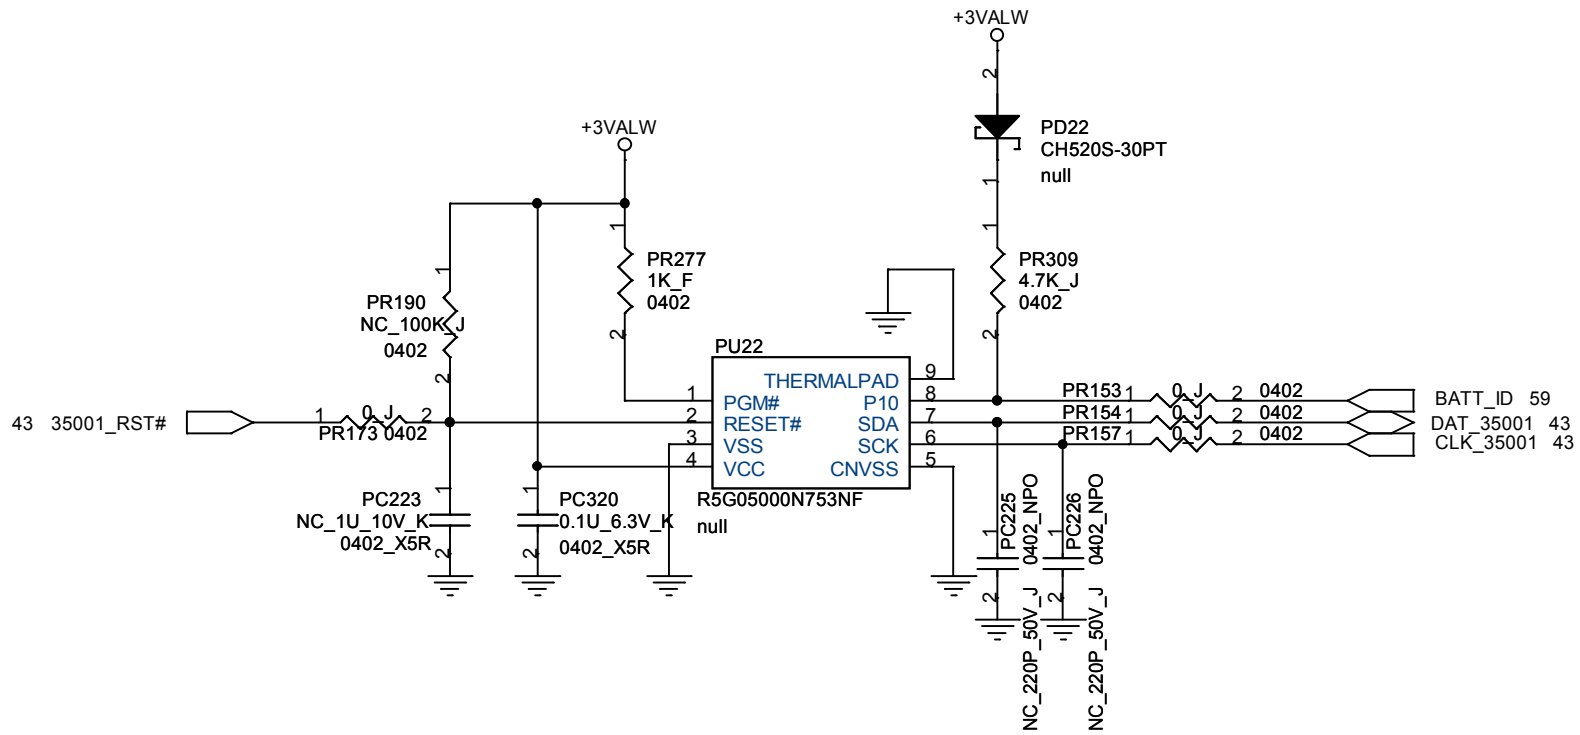 +3VALW
2
PD22
CH520S-30PT
null
1
+3VALW
1
PR277
1K_F
0402
2
1
PR190
NC_100K_J
0402
2
1
PR309
4.7K_J
0402
2
PU22
THERMALPAD 9
1 PGM# P10 8
2 RESET# SDA 7
3 VSS SCK 6
4 VCC CNVSS 5
R5G05000N753NF
null
43 35001_RST#
1 0_J 2
PR173 0402
PR153 1 0_J 2 0402
BATT_ID 59
PR154 1 0_J 2 0402
DAT_35001 43
PR157 1 0_J 2 0402
CLK_35001 43
1
PC223
NC_1U_10V_K
0402_X5R
2
1
PC320
0.1U_6.3V_K
0402_X5R
2
1
PC225
0402_NPO
2
NC_220P_50V_J
1
PC226
0402_NPO
2
NC_220P_50V_J